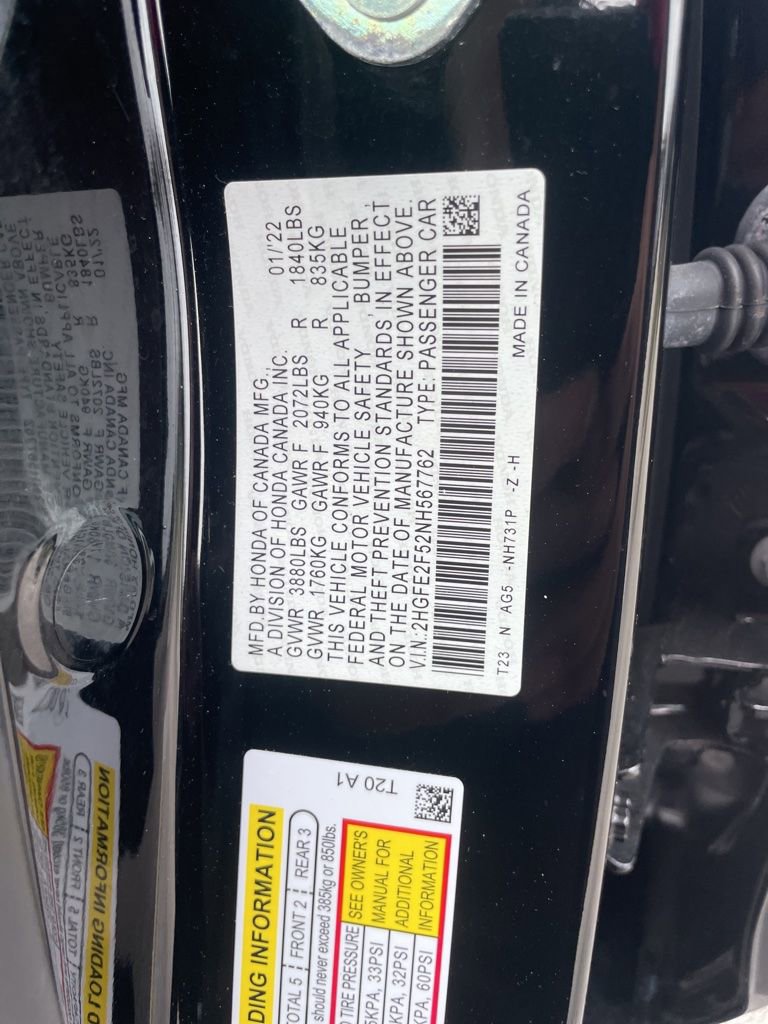 MFD.BY HONDA OF CANADA MFG.,
A DIVISION OF HONDA CANADA INC. 01/'22
GVWR 3880LBS GAWR F 2072LBS R 1840LBS
GVWR 1760KG GAWR F 940KG R 835KG
THIS VEHICLE CONFORMS TO ALL APPLICABLE
FEDERAL MOTOR VEHICLE SAFETY, BUMPER,
AND THEFT PREVENTION STANDARDS IN EFFECT
ON THE DATE OF MANUFACTURE SHOWN ABOVE.
V.I.N.:2HGFE2F52NH567762 TYPE: PASSENGER CAR
T23 N AG5 -NH731P -Z -H MADE IN CANADA
DING INFORMATION
TOTAL 5 FRONT 2 REAR 3
should never exceed 385kg or 850lbs.
TIRE PRESSURE SEE OWNER'S
KPA, 33PSI MANUAL FOR
KPA, 32PSI ADDITIONAL
KPA, 60PSI INFORMATION
T20 A1